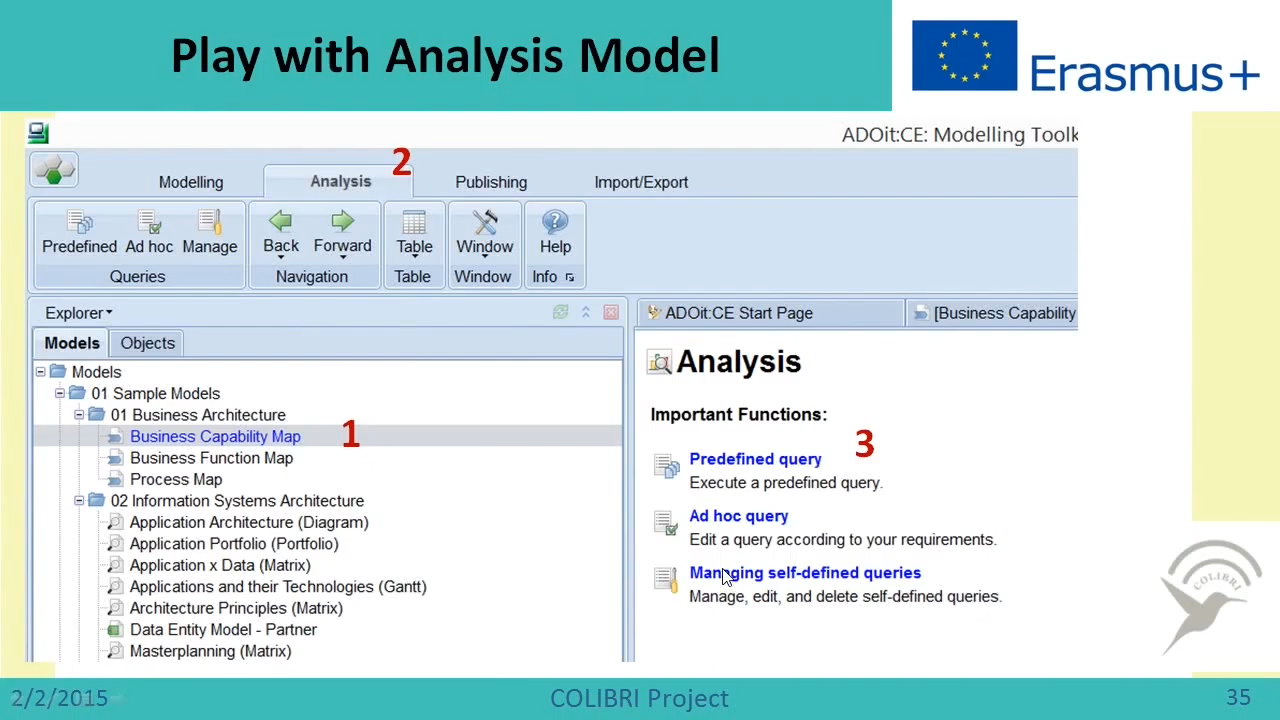 Play with Analysis Model
Erasmus+
ADOit:CE: Modelling Toolk
2
Modelling Analysis Publishing Import/Export
Predefined Ad hoc Manage Back Forward Table Window Help
Queries Navigation Table Window Info
Explorer
ADOit:CE Start Page [Business Capability
Models Objects
Models
01 Sample Models
01 Business Architecture
Business Capability Map 1
Business Function Map
Process Map
02 Information Systems Architecture
Application Architecture (Diagram)
Application Portfolio (Portfolio)
Application x Data (Matrix)
Applications and their Technologies (Gantt)
Architecture Principles (Matrix)
Data Entity Model - Partner
Masterplanning (Matrix)
Analysis
Important Functions:
Predefined query 3
Execute a predefined query.
Ad hoc query
Edit a query according to your requirements.
Managing self-defined queries
Manage, edit, and delete self-defined queries.
COLIBRI
2/2/2015 COLIBRI Project 35